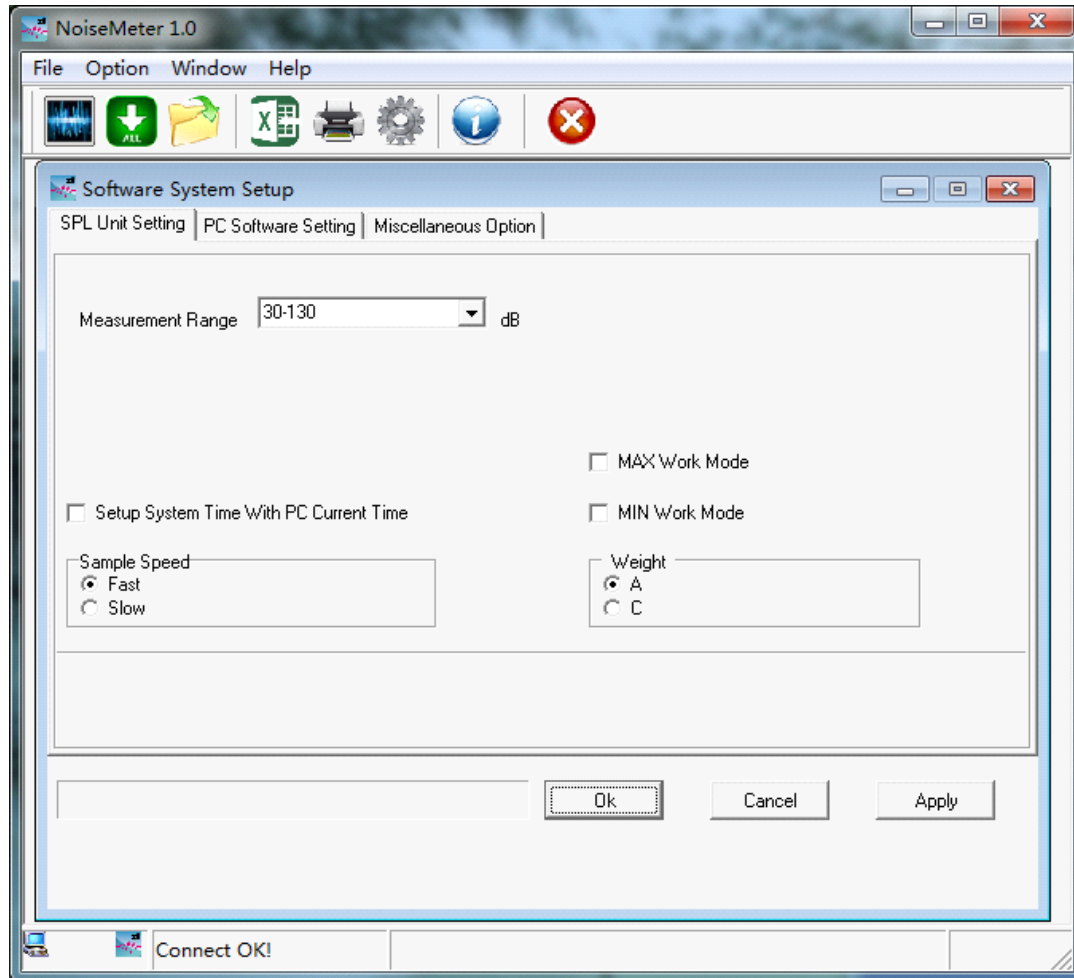 NoiseMeter 1.0
File Option Window Help
ALL
Software System Setup
SPL Unit Setting PC Software Setting Miscellaneous Option
Measurement Range 30-130 dB
MAX Work Mode
Setup System Time With PC Current Time MIN Work Mode
Sample Speed Weight
Fast A
Slow C
Ok Cancel Apply
Connect OK!